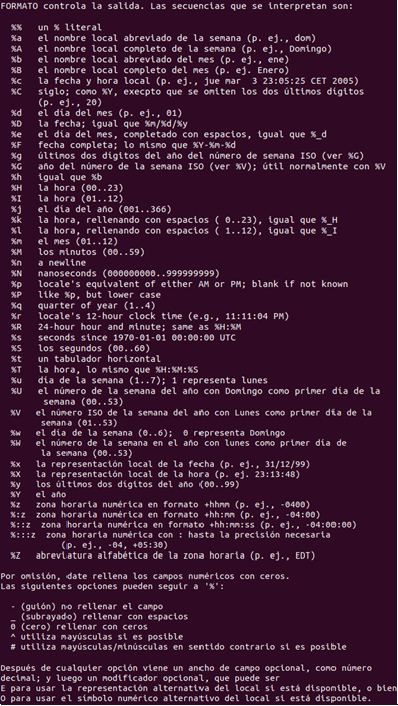 FORMATO controla la salida. Las secuencias que se interpretan son:
%% un % literal
%a el nombre local abreviado de la semana (p. ej., dom)
%A el nombre local completo de la semana (p. ej., Domingo)
%b el nombre local abreviado del mes (p. ej., ene)
%B el nombre local completo del mes (p. ej. Enero)
%c la fecha y hora local (p. ej., jue mar  3 23:05:25 CET 2005)
%C siglo; como %Y, execpto que se omiten los dos últimos dígitos
(p. ej., 20)
%d el día del mes (p. ej., 01)
%D la fecha; igual que %m/%d/%y
%e el día del mes, completado con espacios, igual que %_d
%F fecha completa; lo mismo que %Y-%m-%d
%g últimos dos dígitos del año del número de semana ISO (ver %G)
%G año del número de la semana ISO (ver %V); útil normalmente con %V
%h igual que %b
%H la hora (00..23)
%I la hora (01..12)
%j el día del año (001..366)
%k la hora, rellenando con espacios ( 0..23), igual que %_H
%l la hora, rellenando con espacios ( 1..12), igual que %_I
%m el mes (01..12)
%M los minutos (00..59)
%n a newline
%N nanoseconds (000000000..999999999)
%p locale's equivalent of either AM or PM; blank if not known
%P like %p, but lower case
%q quarter of year (1..4)
%r locale's 12-hour clock time (e.g., 11:11:04 PM)
%R 24-hour hour and minute; same as %H:%M
%s seconds since 1970-01-01 00:00:00 UTC
%S los segundos (00..60)
%t un tabulador horizontal
%T la hora, lo mismo que %H:%M:%S
%u día de la semana (1..7); 1 representa lunes
%U el número de la semana del año con Domingo como primer día de la
semana (00..53)
%V el número ISO de la semana del año con Lunes como primer día de la
semana (01..53)
%w el día de la semana (0..6);  0 representa Domingo
%W el número de la semana en el año con lunes como primer día de
la semana (00..53)
%x la representación local de la fecha (p. ej., 31/12/99)
%X la representación local de la hora (p. ej. 23:13:48)
%y los últimos dos dígitos del año (00..99)
%Y el año
%z zona horaria numérica en formato +hhmm (p. ej., -0400)
%:z zona horaria numérica en formato +hh:mm (p. ej., -04:00)
%::z zona horaria numérica en formato +hh:mm:ss (p. ej., -04:00:00)
%:::z zona horaria numérica con : hasta la precisión necesaria
(p. ej., -04, +05:30)
%Z abreviatura alfabética de la zona horaria (p. ej., EDT)
Por omisión, date rellena los campos numéricos con ceros.
Las siguientes opciones pueden seguir a '%':
- (guión) no rellenar el campo
_ (subrayado) rellenar con espacios
0 (cero) rellenar con ceros
^ utiliza mayúsculas si es posible
# utiliza mayúsculas/minúsculas en sentido contrario si es posible
Después de cualquier opción viene un ancho de campo opcional, como número
decimal; y luego un modificador opcional, que puede ser
E para usar la representación alternativa del local si está disponible, o bien
O para usar el símbolo numérico alternativo del local si está disponible.